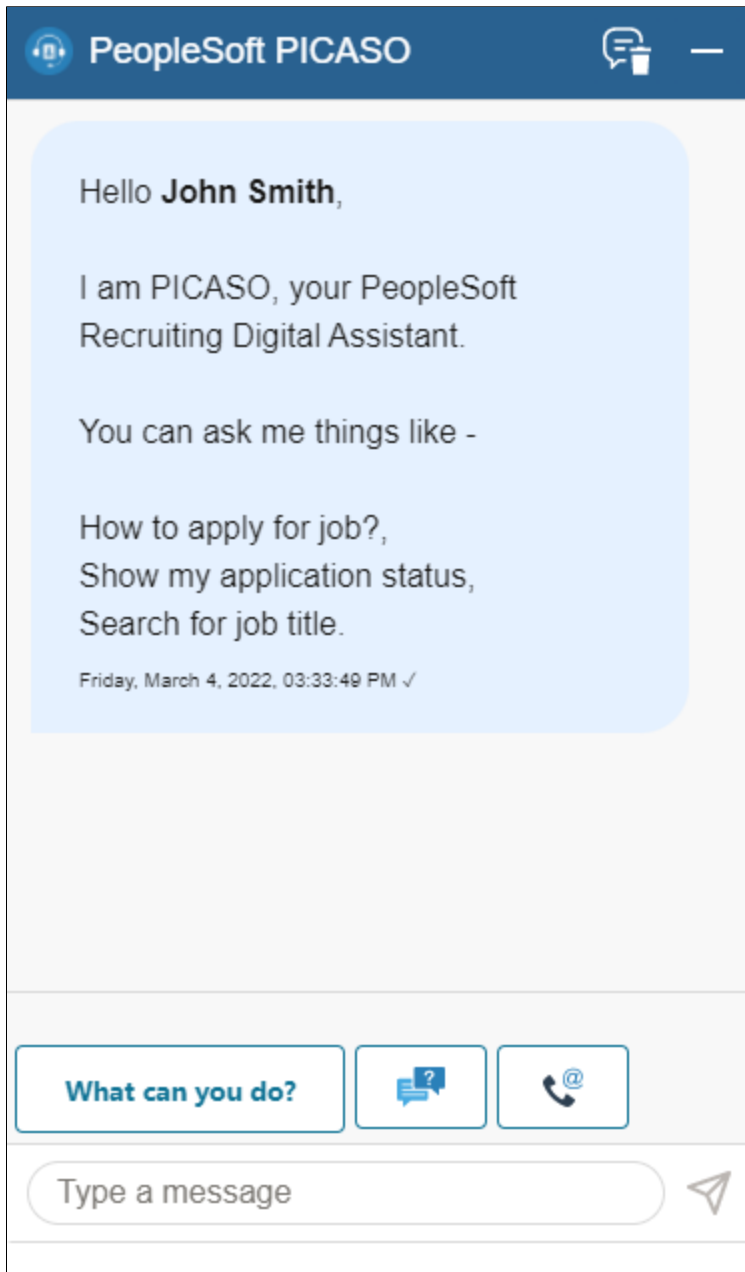 PeopleSoft PICASO
Hello John Smith,
I am PICASO, your PeopleSoft
Recruiting Digital Assistant.
You can ask me things like -
How to apply for job?,
Show my application status,
Search for job title.
Friday, March 4, 2022, 03:33:49 PM ✓
What can you do?
?
@
Type a message